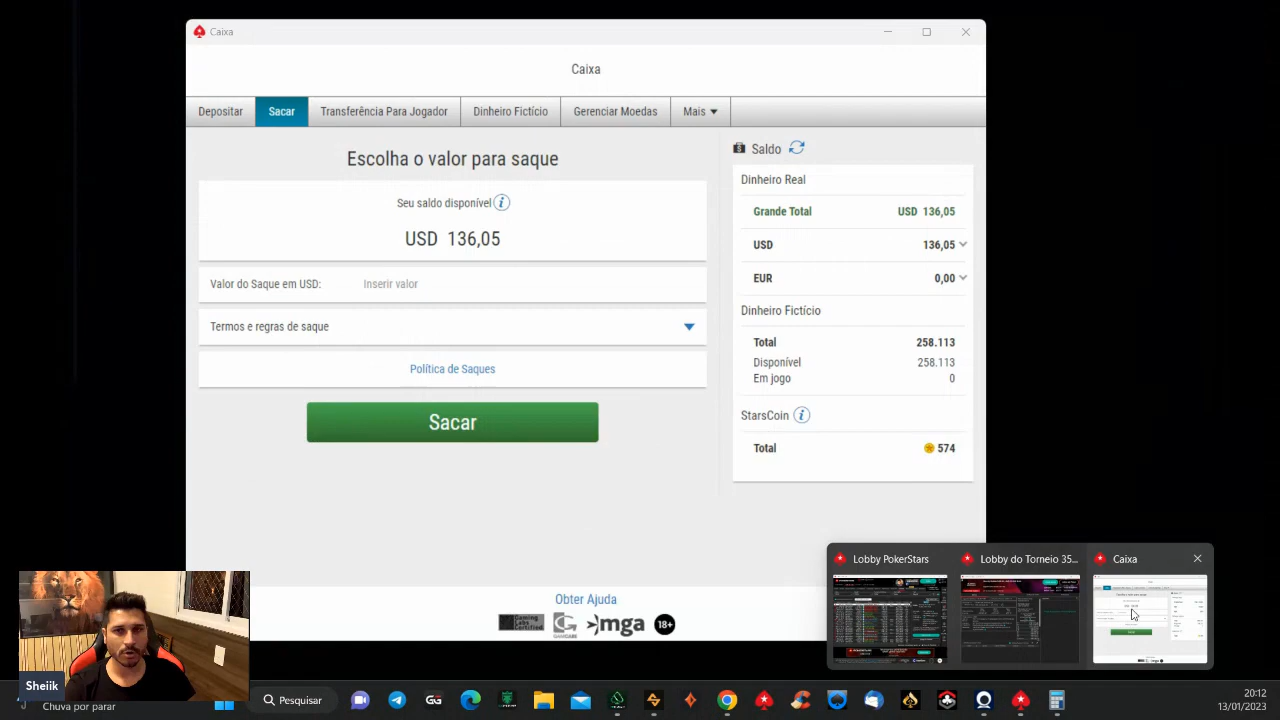 Caixa
Caixa
Depositar
Sacar
Transferência Para Jogador
Dinheiro Fictício
Gerenciar Moedas
Mais
Escolha o valor para saque
Seu saldo disponível
USD 136,05
Valor do Saque em USD:
Inserir valor
Termos e regras de saque
Política de Saques
Sacar
Saldo
Dinheiro Real
Grande Total USD 136,05
USD 136,05
EUR 0,00
Dinheiro Fictício
Total 258.113
Disponível 258.113
Em jogo 0
StarsCoin
Total 574
Obter Ajuda
mga
18+
Lobby PokerStars
Lobby do Torneio 35...
Caixa
Sheiik
Chuva por parar
Pesquisar
GG
20:12
13/01/2023